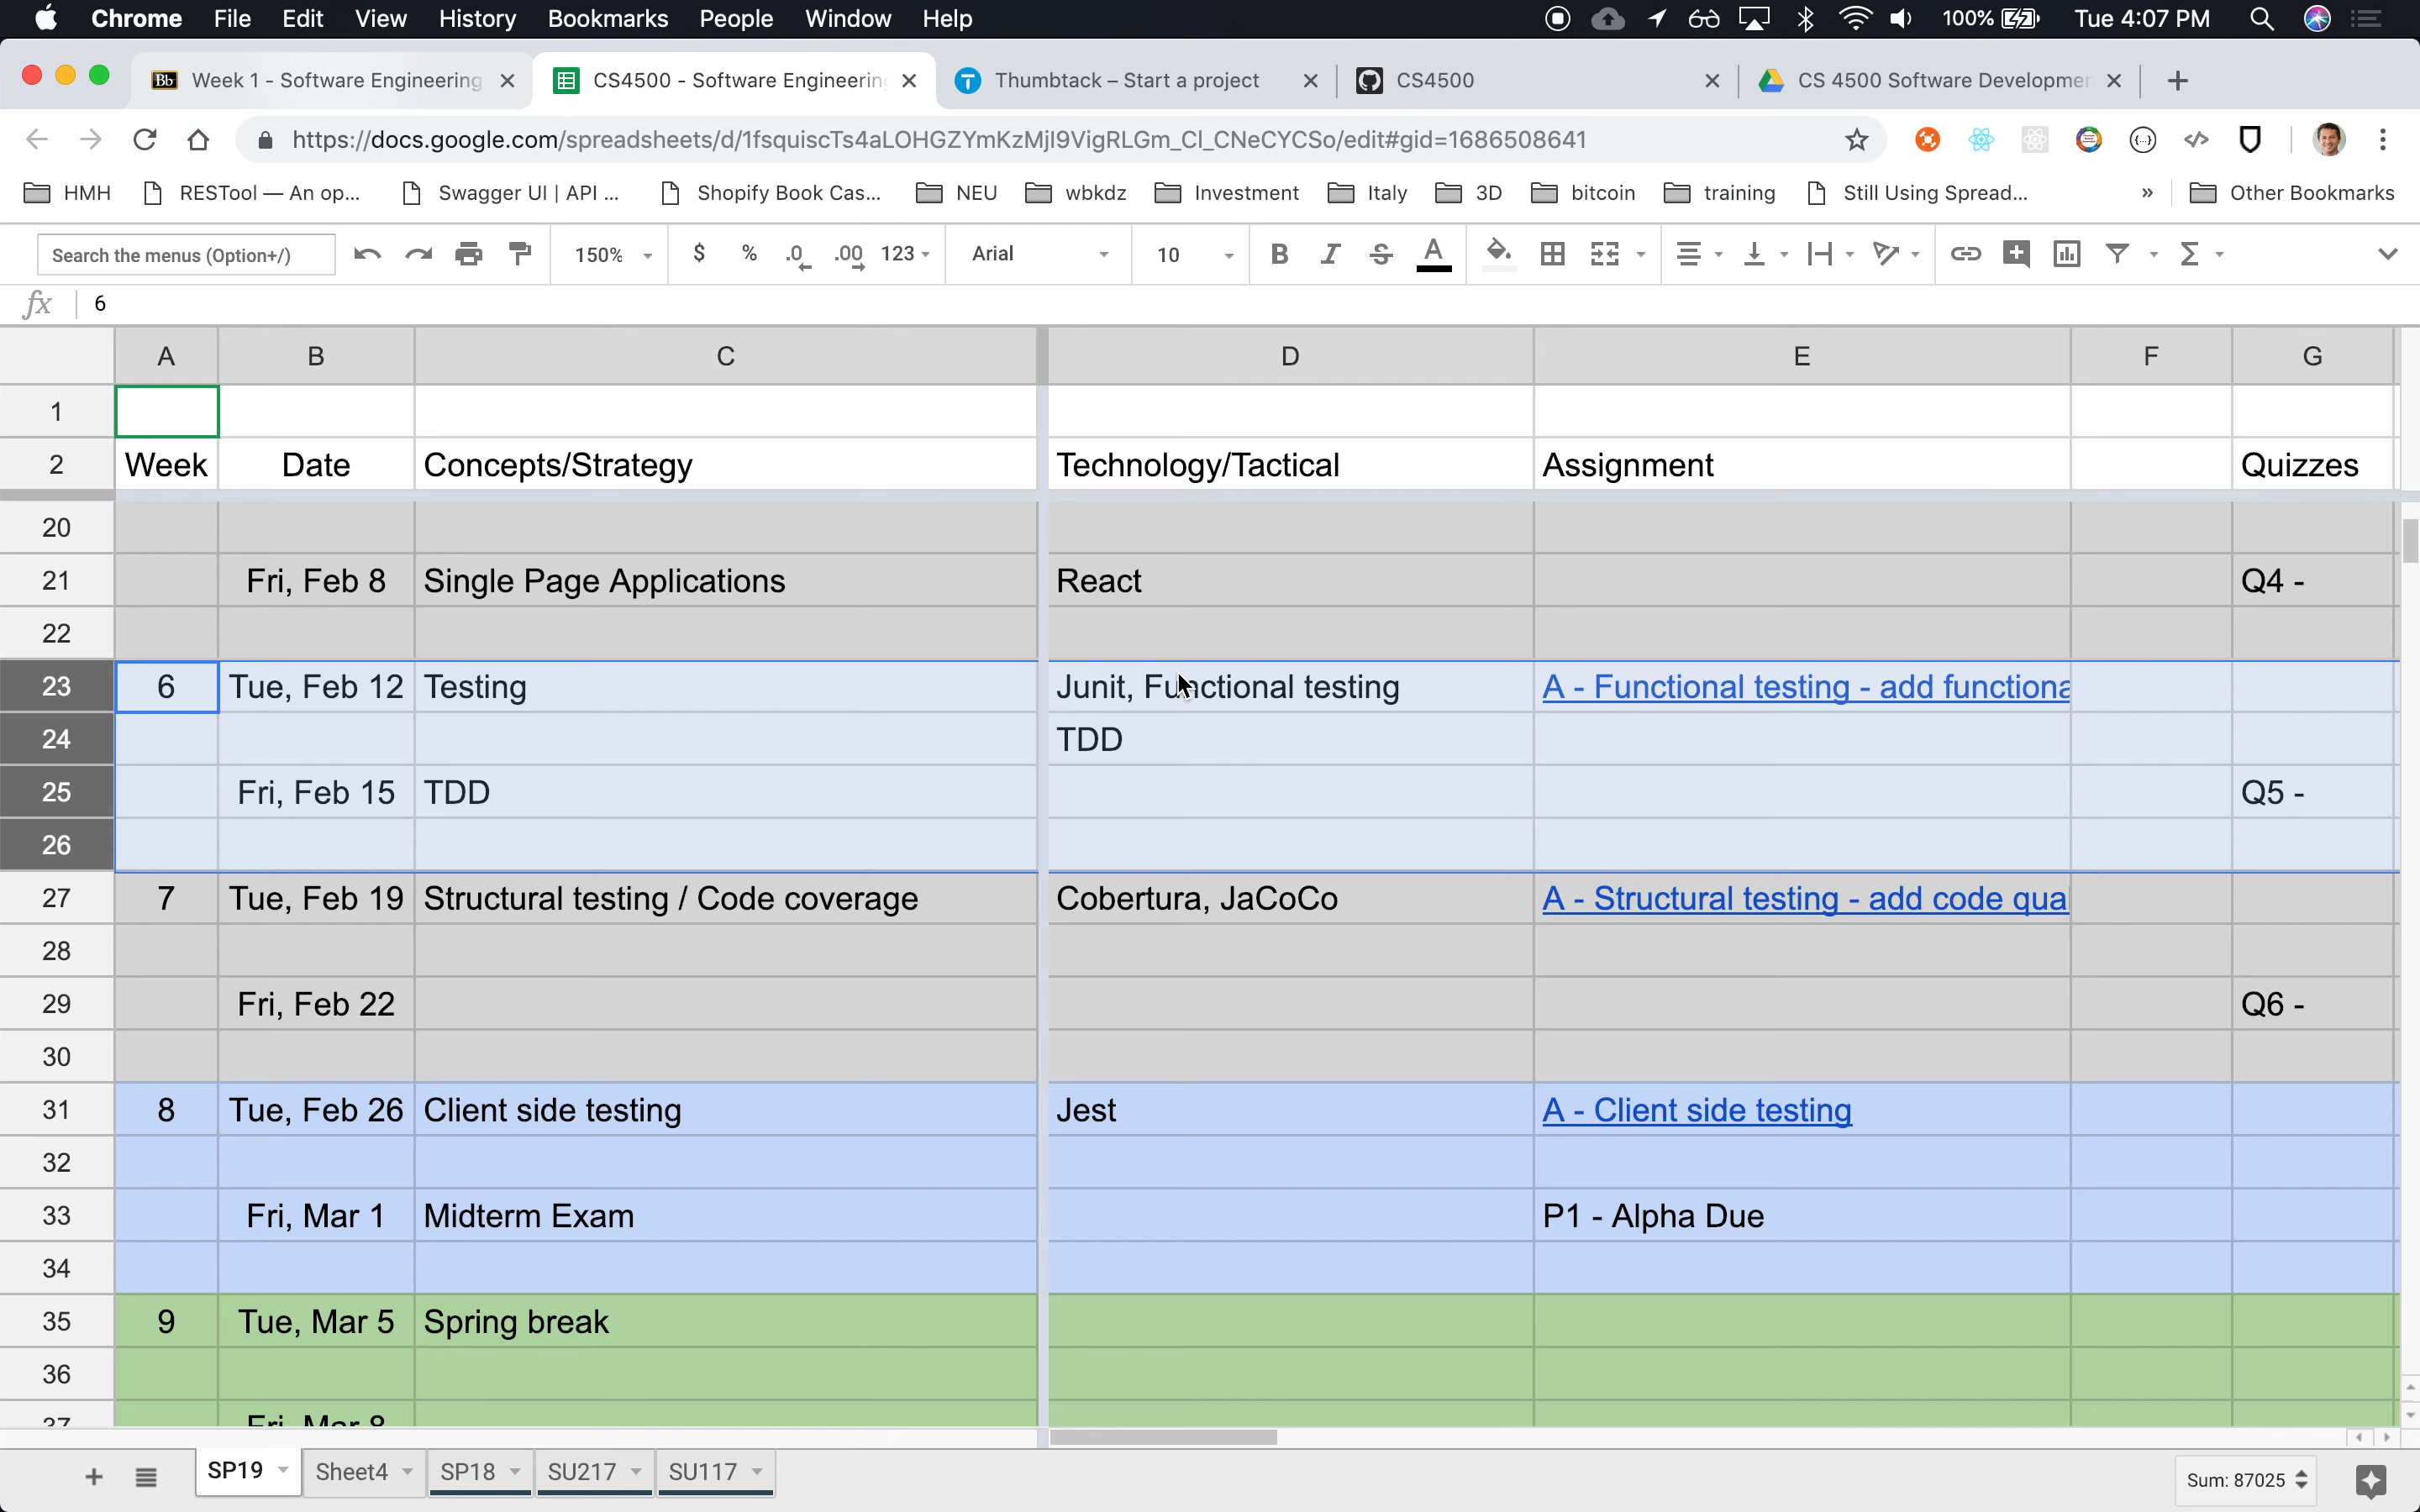 Chrome File Edit View History Bookmarks People Window Help 100% Tue 4:07 PM
Bb Week 1 - Software Engineering CS4500 - Software Engineering Thumbtack – Start a project CS4500 CS 4500 Software Developmen
https://docs.google.com/spreadsheets/d/1fsquiscTs4aLOHGZYmKzMjI9VigRLGm_Cl_CNeCYCSo/edit#gid=1686508641
HMH RESTool — An op... Swagger UI | API ... Shopify Book Cas... NEU wbkdz Investment Italy 3D bitcoin training Still Using Spread... » Other Bookmarks
Search the menus (Option+/) 150% $ % .0 .00 123 Arial 10 B I S A
fx 6
A B C D E F G
1
2 Week Date Concepts/Strategy Technology/Tactical Assignment Quizzes
20
21 Fri, Feb 8 Single Page Applications React Q4 -
22
23 6 Tue, Feb 12 Testing Junit, Functional testing A - Functional testing - add functiona
24 TDD
25 Fri, Feb 15 TDD Q5 -
26
27 7 Tue, Feb 19 Structural testing / Code coverage Cobertura, JaCoCo A - Structural testing - add code qual
28
29 Fri, Feb 22 Q6 -
30
31 8 Tue, Feb 26 Client side testing Jest A - Client side testing
32
33 Fri, Mar 1 Midterm Exam P1 - Alpha Due
34
35 9 Tue, Mar 5 Spring break
36
37 Fri, Mar 8
SP19 Sheet4 SP18 SU217 SU117 Sum: 87025